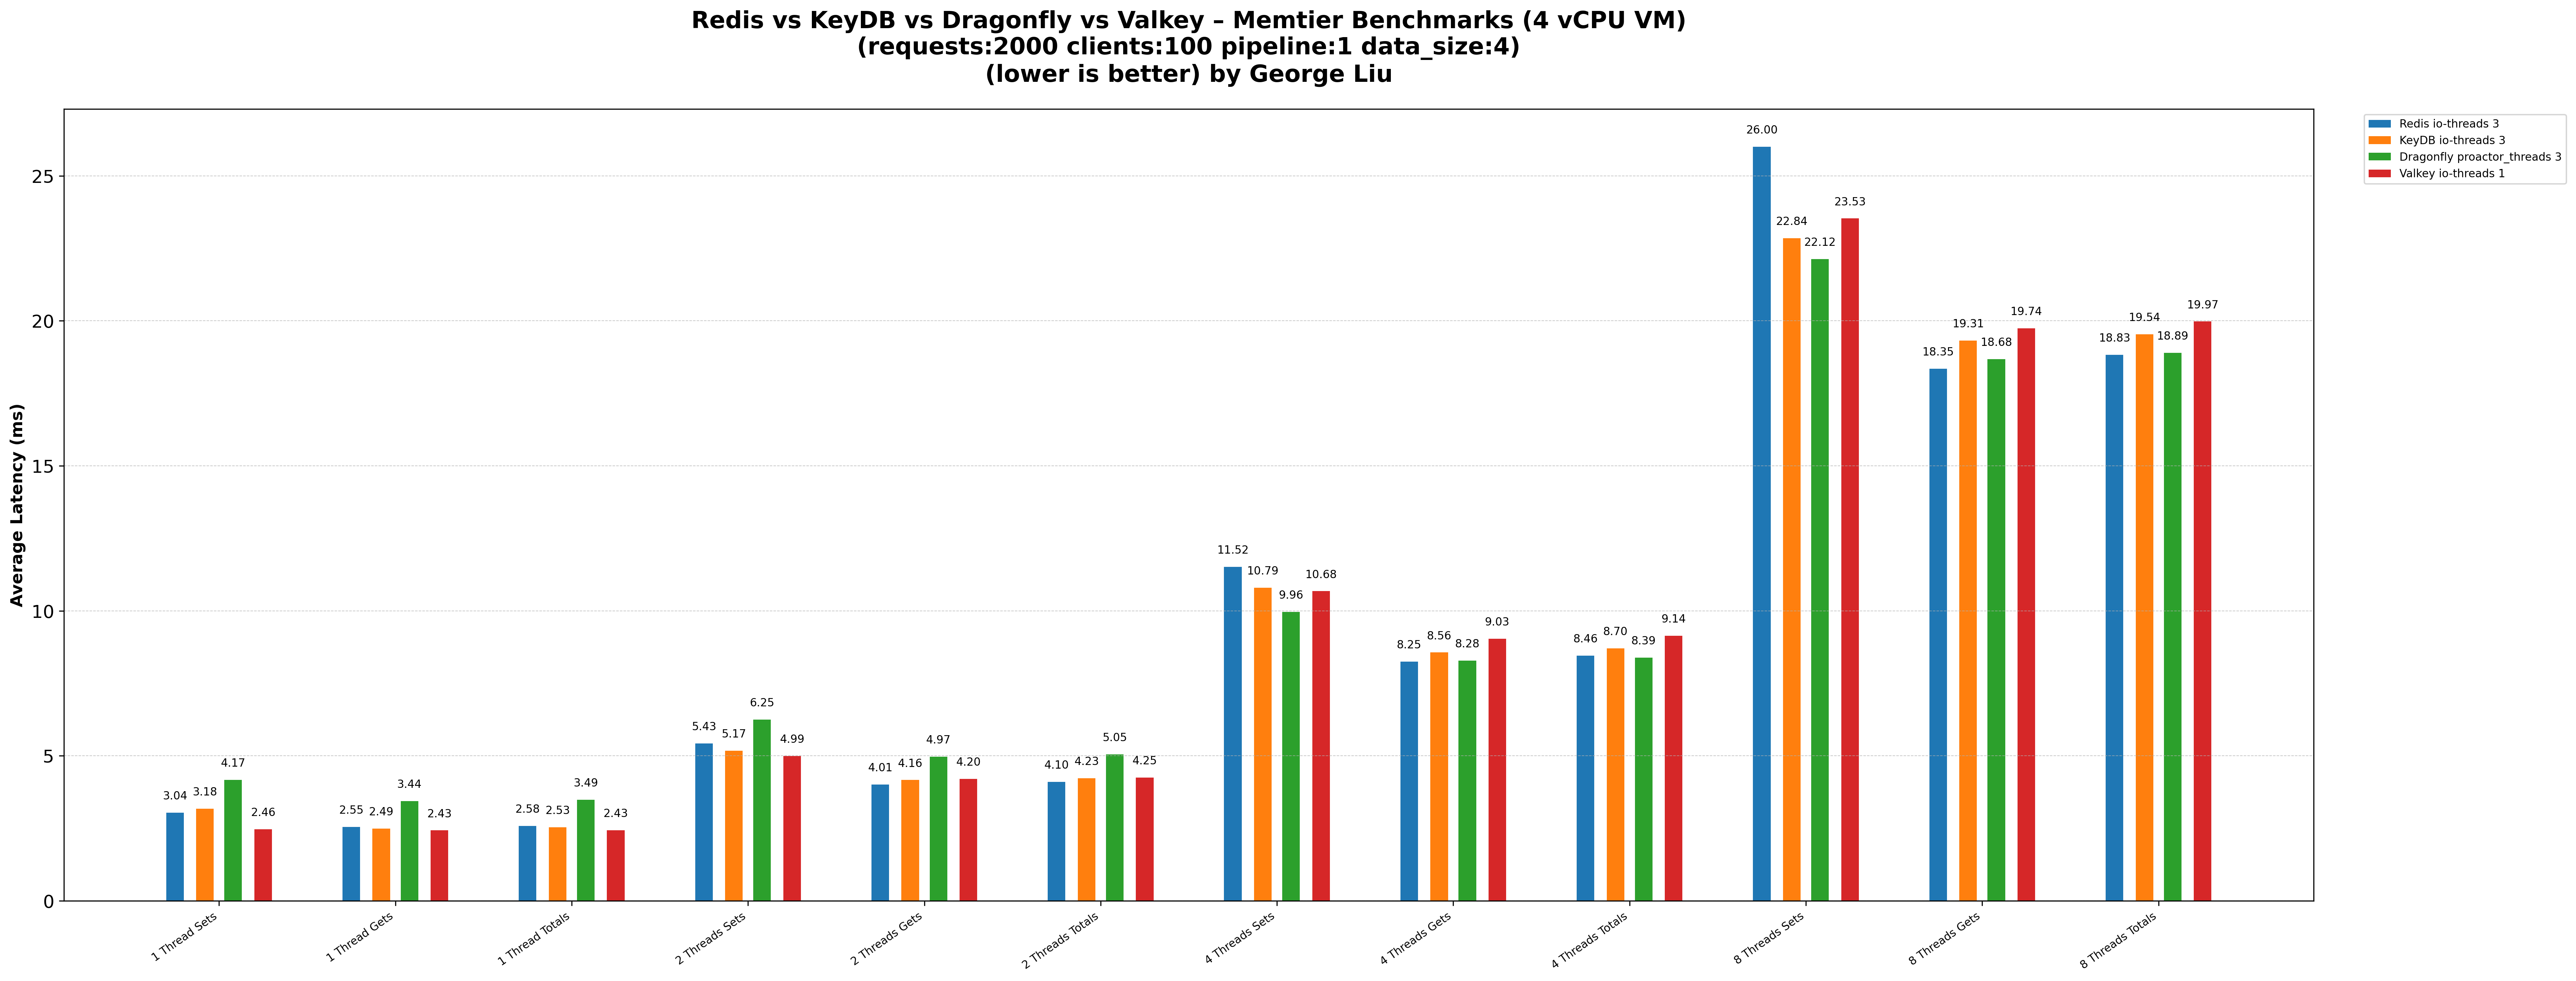 Redis vs KeyDB vs Dragonfly vs Valkey – Memtier Benchmarks (4 vCPU VM)
(requests:2000 clients:100 pipeline:1 data_size:4)
(lower is better) by George Liu
Redis io-threads 3
KeyDB io-threads 3
Dragonfly proactor_threads 3
Valkey io-threads 1
Average Latency (ms)
25
20
15
10
5
0
3.04 3.18 4.17 2.46
2.55 2.49 3.44 2.43
2.58 2.53 3.49 2.43
5.43 5.17 6.25 4.99
4.01 4.16 4.97 4.20
4.10 4.23 5.05 4.25
11.52 10.79 9.96 10.68
8.25 8.56 8.28 9.03
8.46 8.70 8.39 9.14
26.00 22.84 22.12 23.53
18.35 19.31 18.68 19.74
18.83 19.54 18.89 19.97
1 Thread Sets
1 Thread Gets
1 Thread Totals
2 Threads Sets
2 Threads Gets
2 Threads Totals
4 Threads Sets
4 Threads Gets
4 Threads Totals
8 Threads Sets
8 Threads Gets
8 Threads Totals